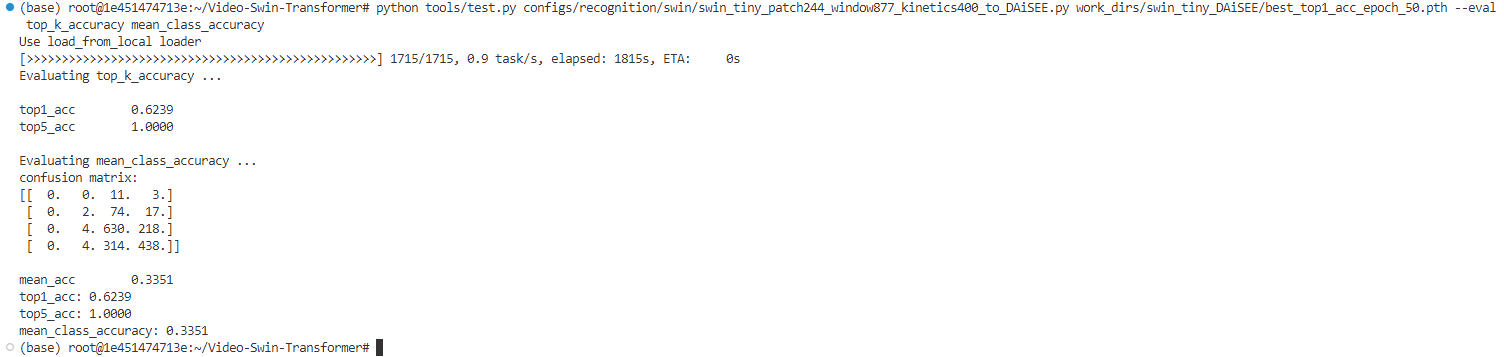 (base) root@1e451474713e:~/Video-Swin-Transformer# python tools/test.py configs/recognition/swin/swin_tiny_patch244_window877_kinetics400_to_DAiSEE.py work_dirs/swin_tiny_DAiSEE/best_top1_acc_epoch_50.pth --eval
top_k_accuracy mean_class_accuracy
Use load_from_local loader
[>>>>>>>>>>>>>>>>>>>>>>>>>>>>>>>>>>>>>>>>>>>>>>>>>>] 1715/1715, 0.9 task/s, elapsed: 1815s, ETA:     0s
Evaluating top_k_accuracy ...
top1_acc        0.6239
top5_acc        1.0000
Evaluating mean_class_accuracy ...
confusion matrix:
[[  0.   0.  11.   3.]
 [  0.   2.  74.  17.]
 [  0.   4. 630. 218.]
 [  0.   4. 314. 438.]]
mean_acc        0.3351
top1_acc: 0.6239
top5_acc: 1.0000
mean_class_accuracy: 0.3351
(base) root@1e451474713e:~/Video-Swin-Transformer#